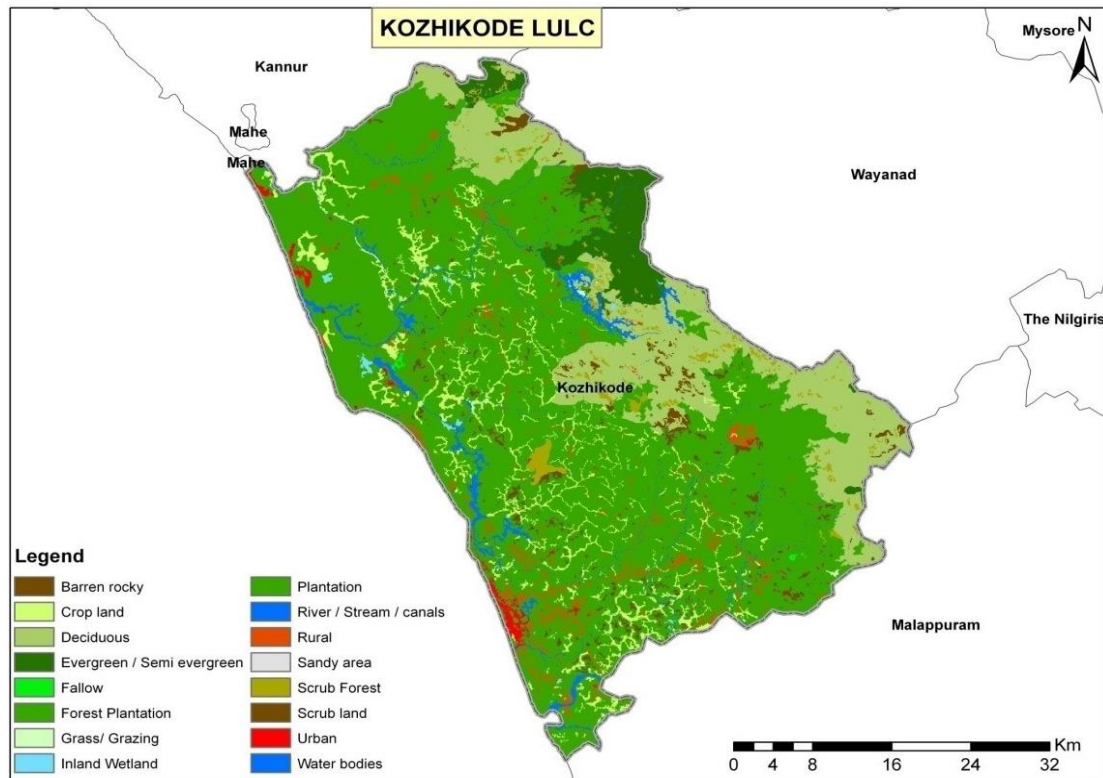 KOZHIKODE LULC
Mysore
N
Kannur
Mahe
Mahe
Wayanad
The Nilgiris
Kozhikode
Malappuram
Legend
Barren rocky
Crop land
Deciduous
Evergreen / Semi evergreen
Fallow
Forest Plantation
Grass/ Grazing
Inland Wetland
Plantation
River / Stream / canals
Rural
Sandy area
Scrub Forest
Scrub land
Urban
Water bodies
Km
0 4 8 16 24 32